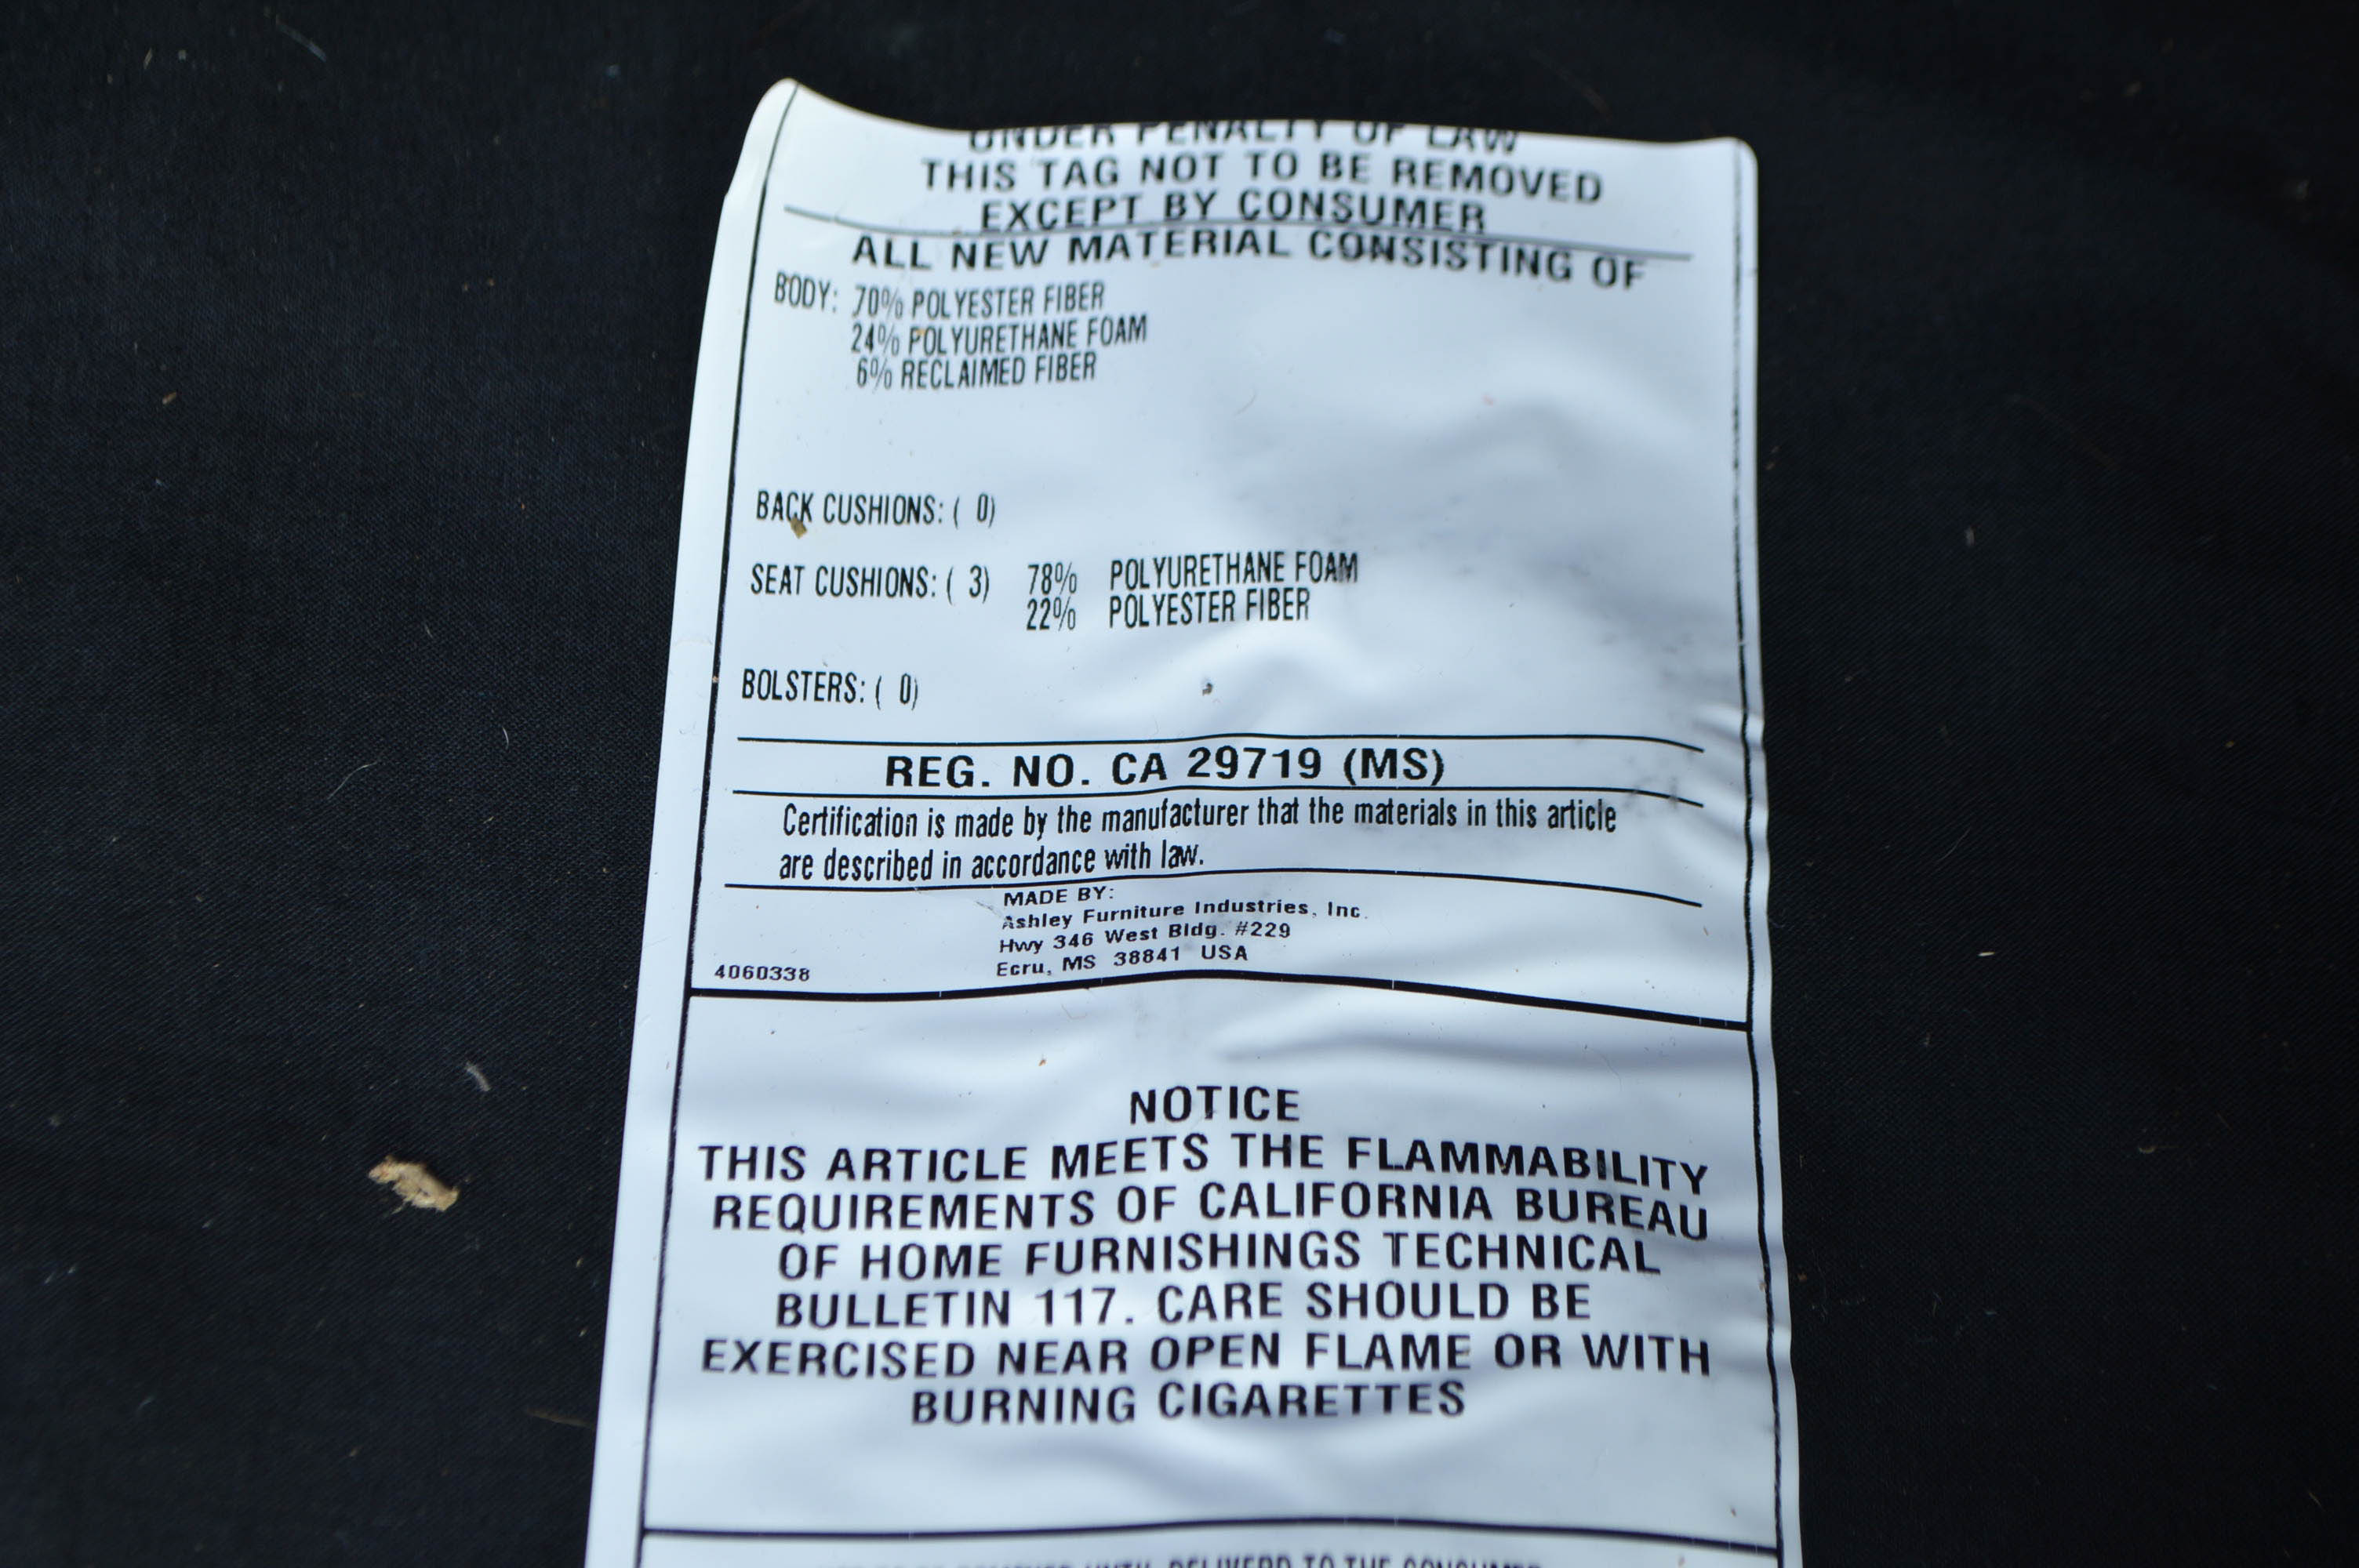 UNDER PENALTY OF LAW
THIS TAG NOT TO BE REMOVED
EXCEPT BY CONSUMER
ALL NEW MATERIAL CONSISTING OF
BODY: 70% POLYESTER FIBER
24% POLYURETHANE FOAM
6% RECLAIMED FIBER
BACK CUSHIONS: ( 0)
SEAT CUSHIONS: ( 3) 78% POLYURETHANE FOAM
22% POLYESTER FIBER
BOLSTERS: ( 0)
REG. NO. CA 29719 (MS)
Certification is made by the manufacturer that the materials in this article
are described in accordance with law.
MADE BY:
Ashley Furniture Industries, Inc.
Hwy 346 West Bldg. #229
Ecru, MS 38841 USA
4060338
NOTICE
THIS ARTICLE MEETS THE FLAMMABILITY
REQUIREMENTS OF CALIFORNIA BUREAU
OF HOME FURNISHINGS TECHNICAL
BULLETIN 117. CARE SHOULD BE
EXERCISED NEAR OPEN FLAME OR WITH
BURNING CIGARETTES
UNTIL DELIVERD TO THE CONSUMER